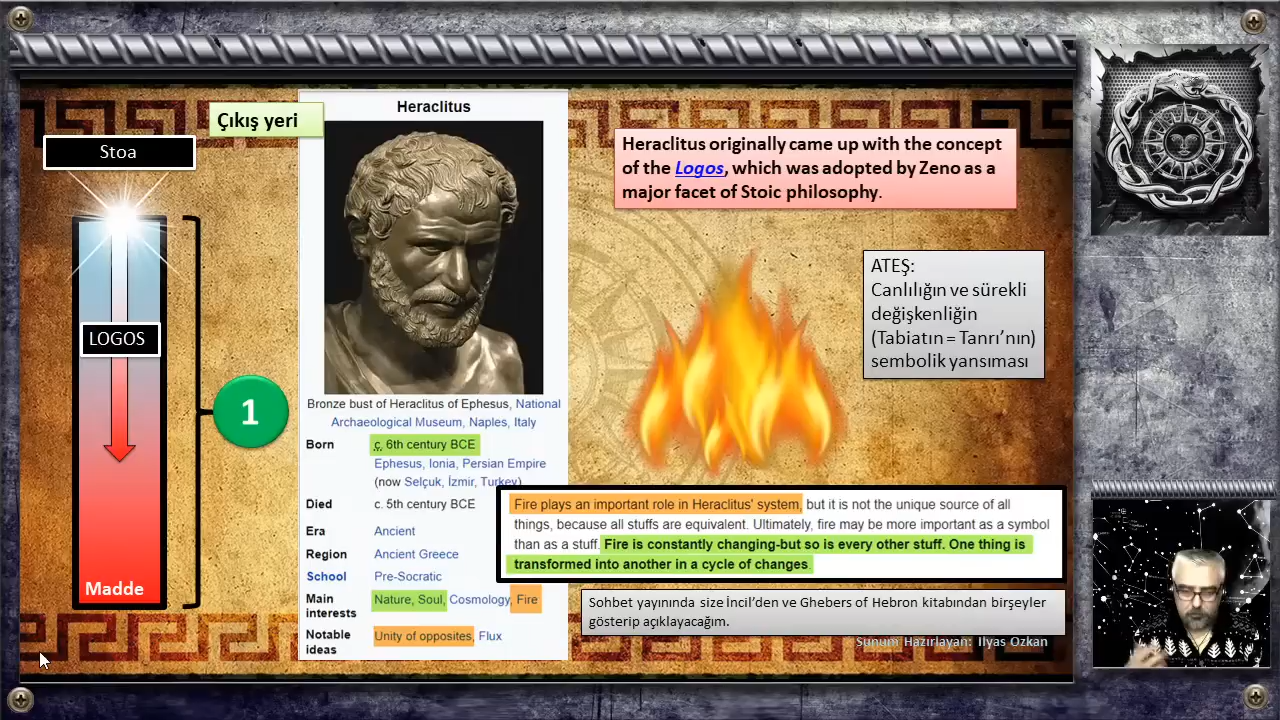 Çıkış yeri
Stoa
LOGOS
Madde
1
Heraclitus
Bronze bust of Heraclitus of Ephesus, National
Archaeological Museum, Naples, Italy
Born c. 6th century BCE
Ephesus, Ionia, Persian Empire
(now Selçuk, İzmir, Turkey)
Died c. 5th century BCE
Era Ancient
Region Ancient Greece
School Pre-Socratic
Main interests Nature, Soul, Cosmology, Fire
Notable ideas Unity of opposites, Flux
Heraclitus originally came up with the concept
of the Logos, which was adopted by Zeno as a
major facet of Stoic philosophy.
ATEŞ:
Canlılığın ve sürekli
değişkenliğin
(Tabiatın = Tanrı'nın)
sembolik yansıması
Fire plays an important role in Heraclitus' system, but it is not the unique source of all
things, because all stuffs are equivalent. Ultimately, fire may be more important as a symbol
than as a stuff. Fire is constantly changing-but so is every other stuff. One thing is
transformed into another in a cycle of changes.
Sohbet yayınında size İncil'den ve Ghebers of Hebron kitabından birşeyler
gösterip açıklayacağım.
Sunum Hazırlayan: İlyas Özkan